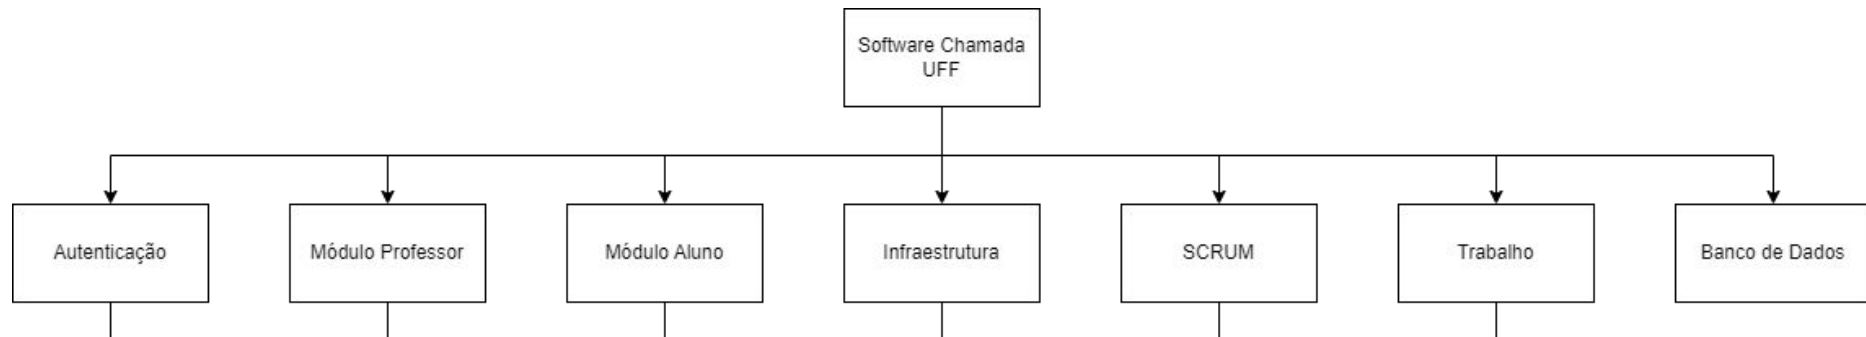 Software Chamada
UFF
Autenticação
Módulo Professor
Módulo Aluno
Infraestrutura
SCRUM
Trabalho
Banco de Dados